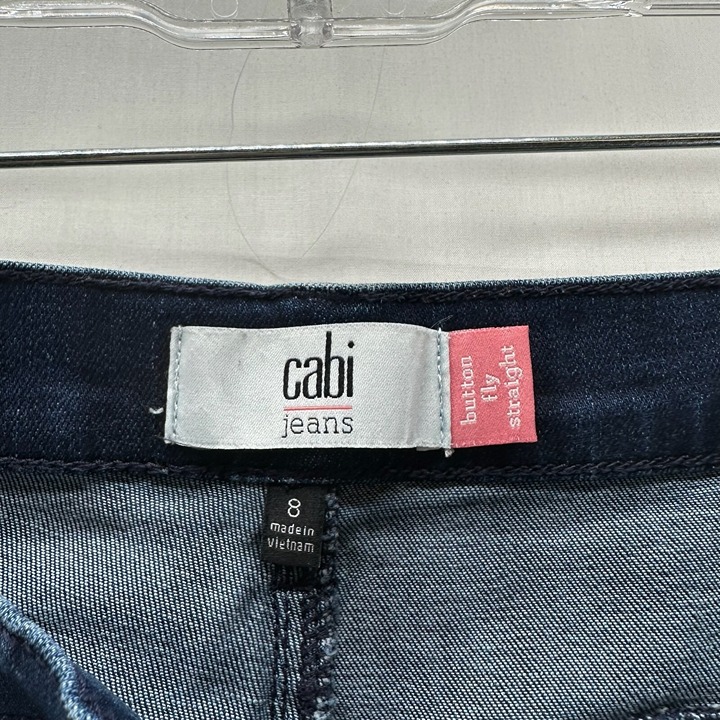 cabi
jeans
button
fly
straight
8
made in
vietnam